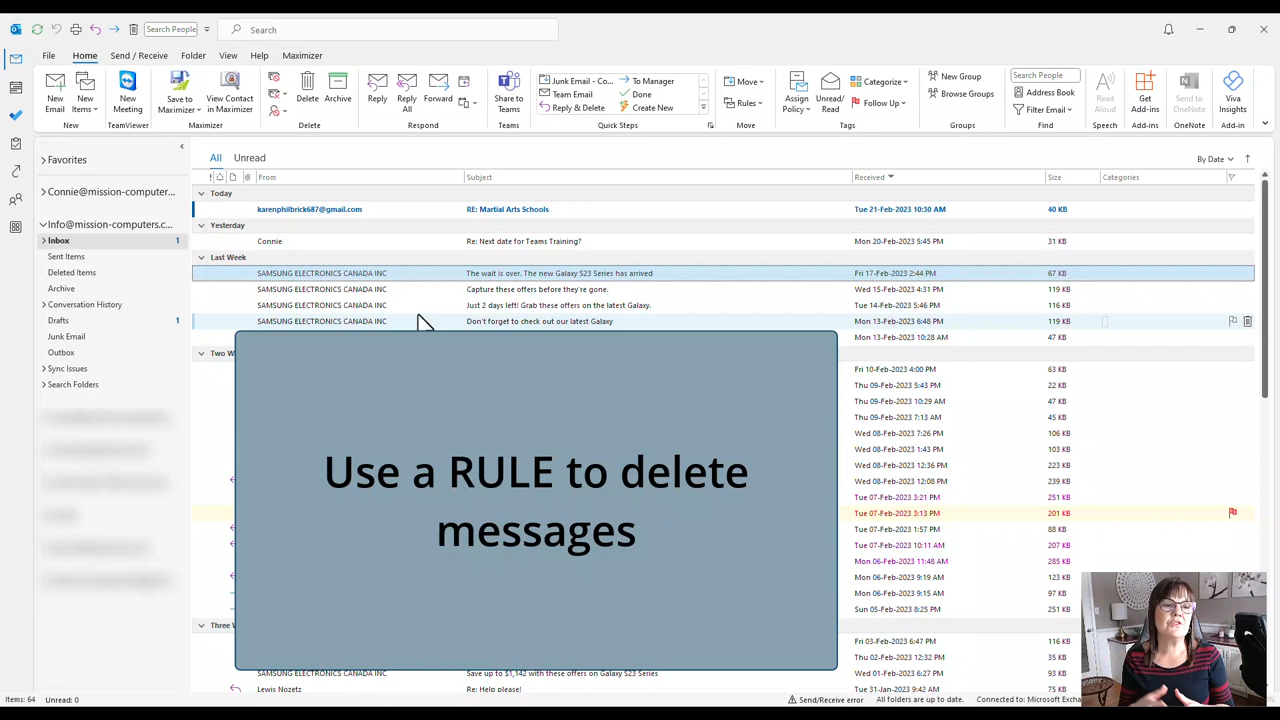 Search People
Search
File Home Send / Receive Folder View Help Maximizer
New Email
New Items
New
New Meeting
TeamViewer
Save to Maximizer
View Contact in Maximizer
Maximizer
Delete
Archive
Delete
Reply
Reply All
Forward
Respond
Share to Teams
Teams
Junk Email - Co... To Manager
Team Email Done
Reply & Delete Create New
Quick Steps
Move
Rules
Move
Assign Policy
Unread/ Read
Categorize
Follow Up
Tags
New Group
Browse Groups
Groups
Search People
Address Book
Filter Email
Find
Read Aloud
Speech
Get Add-ins
Add-ins
Send to OneNote
OneNote
Viva Insights
Add-in
Favorites
Connie@mission-computer...
Info@mission-computers.c...
Inbox 1
Sent Items
Deleted Items
Archive
Conversation History
Drafts 1
Junk Email
Outbox
Sync Issues
Search Folders
All Unread By Date
! From Subject Received Size Categories
Today
karenphilbrick687@gmail.com RE: Martial Arts Schools Tue 21-Feb-2023 10:30 AM 40 KB
Yesterday
Connie Re: Next date for Teams Training? Mon 20-Feb-2023 5:45 PM 31 KB
Last Week
SAMSUNG ELECTRONICS CANADA INC The wait is over. The new Galaxy S23 Series has arrived Fri 17-Feb-2023 2:44 PM 67 KB
SAMSUNG ELECTRONICS CANADA INC Capture these offers before they're gone. Wed 15-Feb-2023 4:31 PM 119 KB
SAMSUNG ELECTRONICS CANADA INC Just 2 days left! Grab these offers on the latest Galaxy. Tue 14-Feb-2023 5:46 PM 116 KB
SAMSUNG ELECTRONICS CANADA INC Don't forget to check out our latest Galaxy Mon 13-Feb-2023 6:48 PM 119 KB
Mon 13-Feb-2023 10:28 AM 47 KB
Two W
Fri 10-Feb-2023 4:00 PM 63 KB
Thu 09-Feb-2023 5:43 PM 22 KB
Thu 09-Feb-2023 10:29 AM 47 KB
Thu 09-Feb-2023 7:13 AM 45 KB
Wed 08-Feb-2023 7:26 PM 106 KB
Wed 08-Feb-2023 1:43 PM 103 KB
Wed 08-Feb-2023 12:36 PM 223 KB
Wed 08-Feb-2023 12:08 PM 239 KB
Tue 07-Feb-2023 3:21 PM 251 KB
Tue 07-Feb-2023 3:13 PM 201 KB
Tue 07-Feb-2023 1:57 PM 88 KB
Tue 07-Feb-2023 10:11 AM 207 KB
Mon 06-Feb-2023 11:48 AM 285 KB
Mon 06-Feb-2023 9:19 AM 123 KB
Mon 06-Feb-2023 9:15 AM 97 KB
Sun 05-Feb-2023 8:25 PM 251 KB
Use a RULE to delete
messages
Three W
Fri 03-Feb-2023 6:47 PM 63 KB
Thu 02-Feb-2023 12:32 PM 35 KB
SAMSUNG ELECTRONICS CANADA INC Save up to $1,142 with these offers on Galaxy S23 Series Wed 01-Feb-2023 6:27 PM
Lewis Nozetz Re: Help please! Tue 31-Jan-2023 9:42 AM
Items: 64 Unread: 0 Send/Receive error All folders are up to date. Connected to: Microsoft Excha